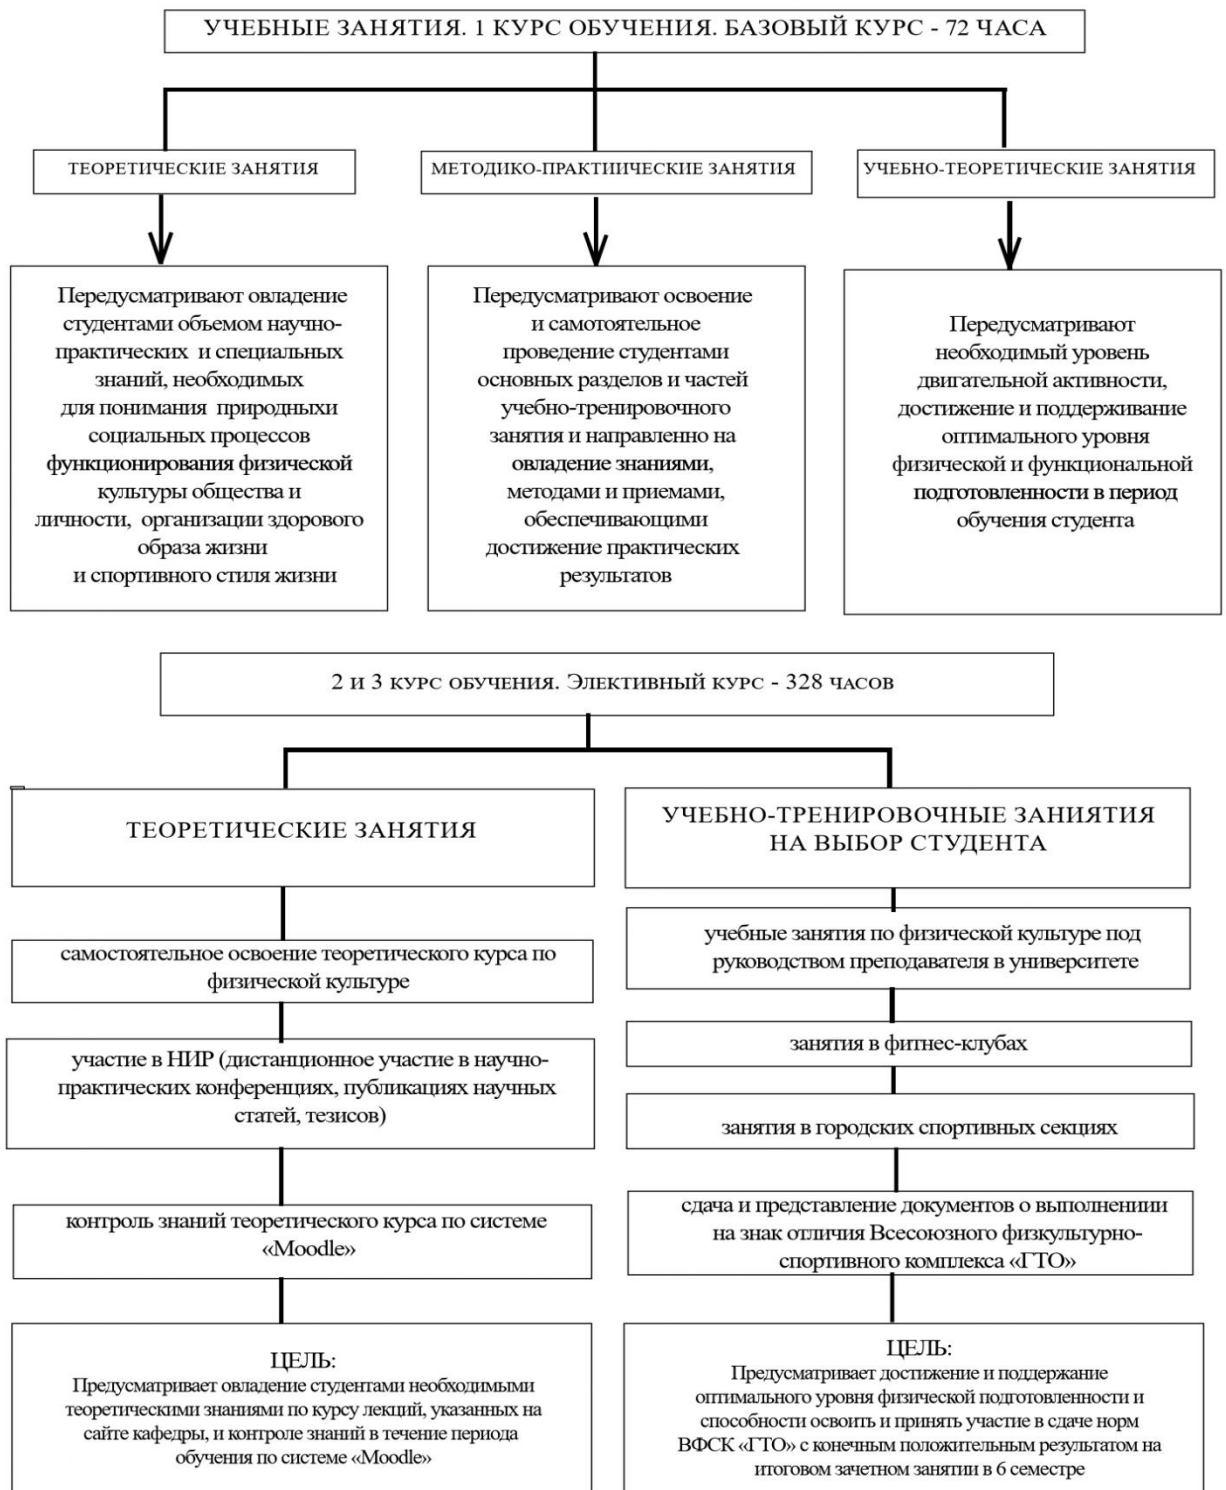 УЧЕБНЫЕ ЗАНЯТИЯ. 1 КУРС ОБУЧЕНИЯ. БАЗОВЫЙ КУРС - 72 ЧАСА
ТЕОРЕТИЧЕСКИЕ ЗАНЯТИЯ
МЕТОДИКО-ПРАКТИИЧЕСКИЕ ЗАНЯТИЯ
УЧЕБНО-ТЕОРЕТИЧЕСКИЕ ЗАНЯТИЯ
Передусматривают овладение
студентами объемом научно-
практических и специальных
знаний, необходимых
для понимания природныхи
социальных процессов
функционирования физической
культуры общества и
личности, организации здорового
образа жизни
и спортивного стиля жизни
Передусматривают освоение
и самотоятельное
проведение студентами
основных разделов и частей
учебно-тренировочного
занятия и направленно на
овладение знаниями,
методами и приемами,
обеспечивающими
достижение практических
результатов
Передусматривают
необходимый уровень
двигательной активности,
достижение и поддерживание
оптимального уровня
физической и функциональной
подготовленности в период
обучения студента
2 И 3 КУРС ОБУЧЕНИЯ. ЭЛЕКТИВНЫЙ КУРС - 328 ЧАСОВ
ТЕОРЕТИЧЕСКИЕ ЗАНЯТИЯ
самостоятельное освоение теоретического курса по
физической культуре
участие в НИР (дистанционное участие в научно-
практических конференциях, публикациях научных
статей, тезисов)
контроль знаний теоретического курса по системе
«Moodle»
ЦЕЛЬ:
Предусматривает овладение студентами необходимыми
теоретическими знаниями по курсу лекций, указанных на
сайте кафедры, и контроле знаний в течение периода
обучения по системе «Moodle»
УЧЕБНО-ТРЕНИРОВОЧНЫЕ ЗАНИЯТИЯ
НА ВЫБОР СТУДЕНТА
учебные занятия по физической культуре под
руководством преподавателя в университете
занятия в фитнес-клубах
занятия в городских спортивных секциях
сдача и представление документов о выполнениии
на знак отличия Всесоюзного физкультурно-
спортивного комплекса «ГТО»
ЦЕЛЬ:
Предусматривает достижение и поддержание
оптимального уровня физической подготовленности и
способности освоить и принять участие в сдаче норм
ВФСК «ГТО» с конечным положительным результатом на
итоговом зачетном занятии в 6 семестре